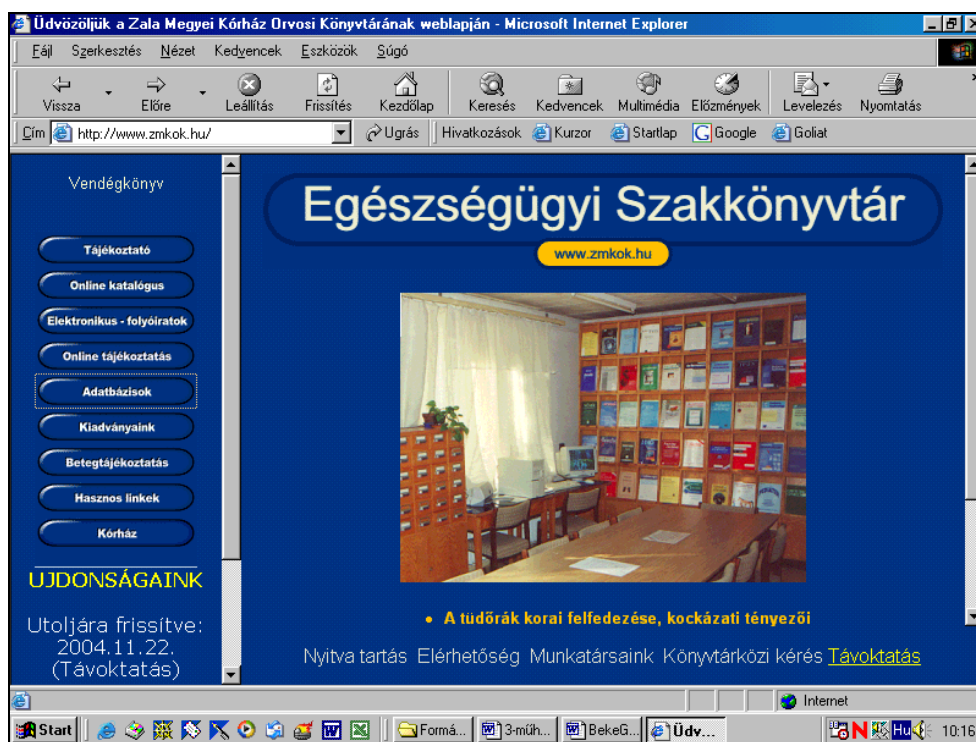 Üdvözöljük a Zala Megyei Kórház Orvosi Könyvtárának weblapján - Microsoft Internet Explorer
Fájl Szerkesztés Nézet Kedvencek Eszközök Súgó
Vissza Előre Leállítás Frissítés Kezdőlap Keresés Kedvencek Multimédia Előzmények Levelezés Nyomtatás
Cím http://www.zmkok.hu/ Ugrás Hivatkozások Kurzor Startlap Google Goliat
Vendégkönyv
Tájékoztató
Online katalógus
Elektronikus - folyóiratok
Online tájékoztatás
Adatbázisok
Kiadványaink
Betegtájékoztatás
Hasznos linkek
Kórház
UJDONSÁGAINK
Utoljára frissítve:
2004.11.22.
(Távoktatás)
Egészségügyi Szakkönyvtár
www.zmkok.hu
• A tüdőrák korai felfedezése, kockázati tényezői
Nyitva tartás Elérhetőség Munkatársaink Könyvtárközi kérés Távoktatás
Internet
Start Formá... 3-műh... BekeG... Üdv... Hu 10:16